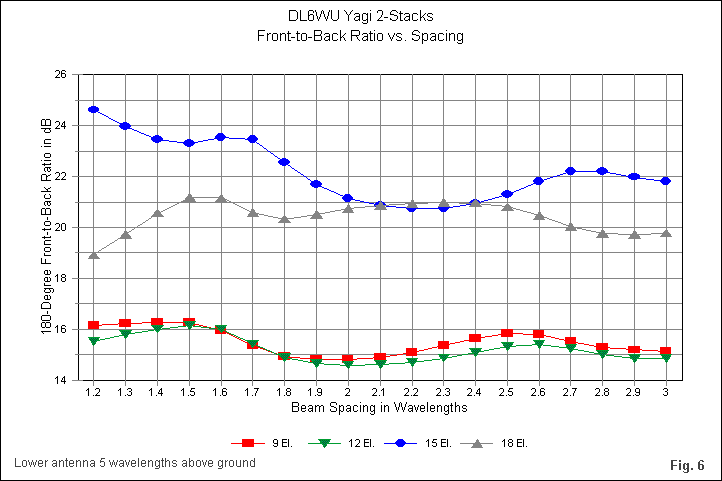 DL6WU Yagi 2-Stacks
Front-to-Back Ratio vs. Spacing
180-Degree Front-to-Back Ratio in dB
26
24
22
20
18
16
14
1.2 1.3 1.4 1.5 1.6 1.7 1.8 1.9 2 2.1 2.2 2.3 2.4 2.5 2.6 2.7 2.8 2.9 3
Beam Spacing in Wavelengths
9 El. 12 El. 15 El. 18 El.
Lower antenna 5 wavelengths above ground
Fig. 6